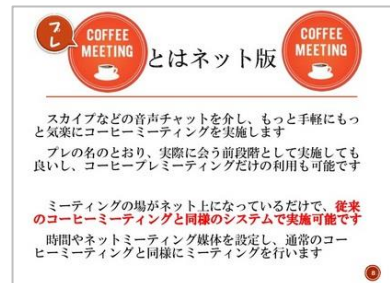 プレ
COFFEE
MEETING
とはネット版
COFFEE
MEETING
スカイプなどの音声チャットを介し、もっと手軽にもっ
と気楽にコーヒーミーティングを実施します
プレの名のとおり、実際に会う前段階として実施しても
良いし、コーヒープレミーティングだけの利用も可能です
ミーティングの場がネット上になっているだけで、従来
のコーヒーミーティングと同様のシステムで実施可能です
時間やネットミーティング媒体を設定し、通常のコー
ヒーミーティングと同様にミーティングを行います
8